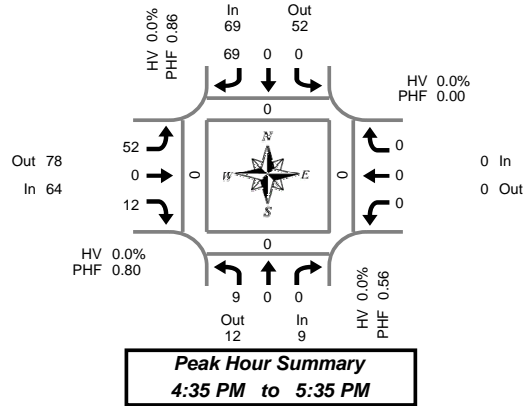 In
69
Out
52
HV 0.0%
PHF 0.86
69 0 0
HV 0.0%
PHF 0.00
0
52
0
12
0
N
W E
S
0
0
0
0
Out 78
In 64
0 In
0 Out
0
HV 0.0%
PHF 0.80
9 0 0
Out
12
In
9
HV 0.0%
PHF 0.56
Peak Hour Summary
4:35 PM to 5:35 PM